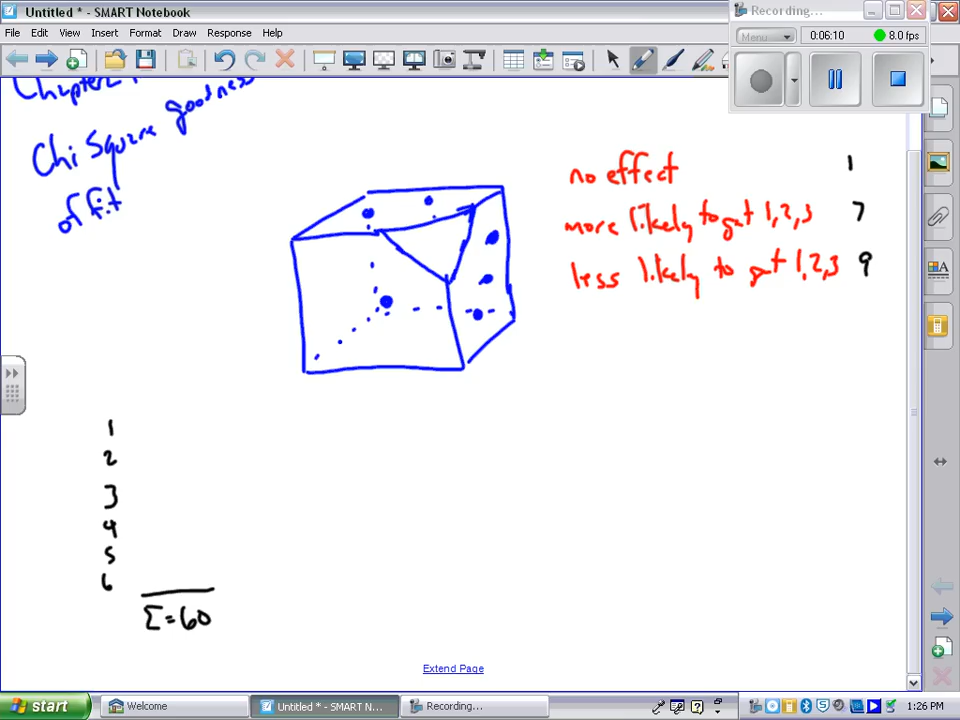 Untitled * - SMART Notebook
Recording...
File Edit View Insert Format Draw Response Help
Menu
0:06:10
8.0 fps
Chi Square goodness
of fit
no effect 1
more likely to get 1,2,3 7
less likely to get 1,2,3 9
1
2
3
4
5
6
Σ=60
Extend Page
start
Welcome
Untitled * - SMART N...
Recording...
1:26 PM